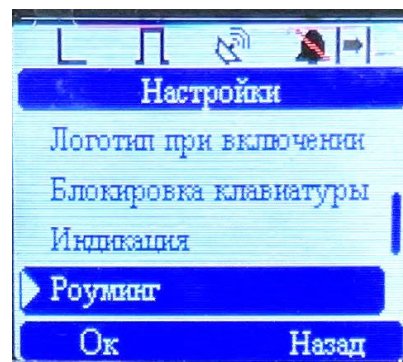 Настройки
Логотип при включении
Блокировка клавиатуры
Индикация
Роуминг
Ок Назад